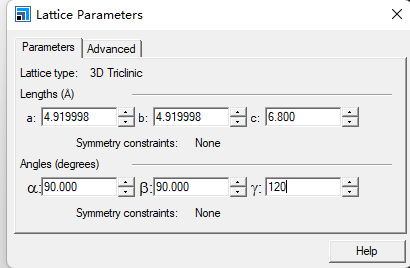 Lattice Parameters
Parameters Advanced
Lattice type: 3D Triclinic
Lengths (Å)
a: 4.919998 b: 4.919998 c: 6.800
Symmetry constraints: None
Angles (degrees)
α: 90.000 β: 90.000 γ: 120
Symmetry constraints: None
Help